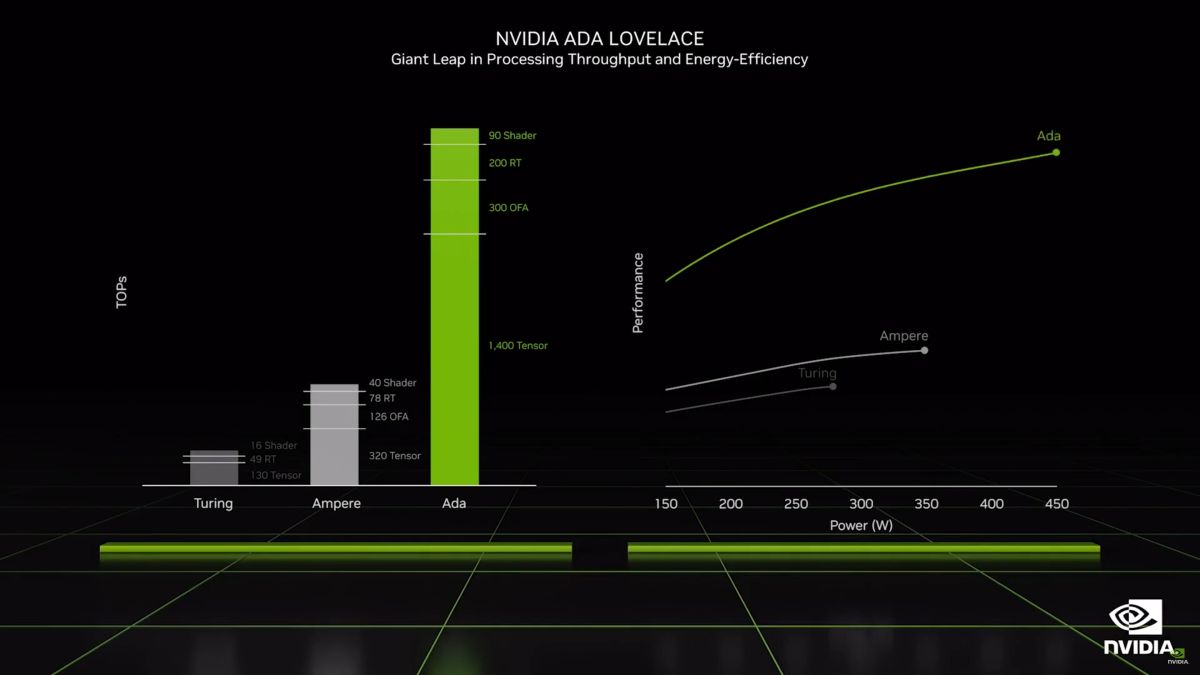 NVIDIA ADA LOVELACE
Giant Leap in Processing Throughput and Energy-Efficiency
TOPs
16 Shader
49 RT
130 Tensor
40 Shader
78 RT
126 OFA
320 Tensor
90 Shader
200 RT
300 OFA
1,400 Tensor
Turing Ampere Ada
Performance
Ada
Ampere
Turing
150 200 250 300 350 400 450
Power (W)
NVIDIA
NVIDIA